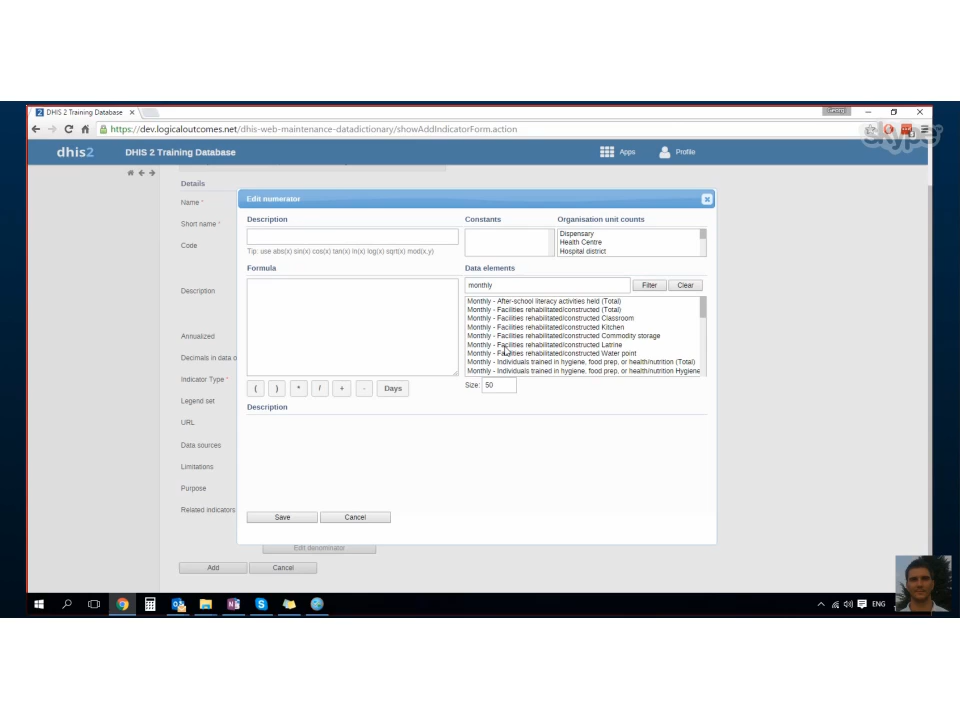 DHIS 2 Training Database
https://dev.logicaloutcomes.net/dhis-web-maintenance-datadictionary/showAddIndicatorForm.action
skype
dhis2 DHIS 2 Training Database Apps Profile
Details
Name *
Short name *
Code
Description
Annualized
Decimals in data o
Indicator Type *
Legend set
URL
Data sources
Limitations
Purpose
Related indicators
Edit numerator
Description Constants Organisation unit counts
Dispensary
Health Centre
Hospital district
Tip: use abs(x) sin(x) cos(x) tan(x) ln(x) log(x) sqrt(x) mod(x,y)
Formula Data elements
monthly Filter Clear
Monthly - After-school literacy activities held (Total)
Monthly - Facilities rehabilitated/constructed (Total)
Monthly - Facilities rehabilitated/constructed Classroom
Monthly - Facilities rehabilitated/constructed Kitchen
Monthly - Facilities rehabilitated/constructed Commodity storage
Monthly - Facilities rehabilitated/constructed Latrine
Monthly - Facilities rehabilitated/constructed Water point
Monthly - Individuals trained in hygiene, food prep, or health/nutrition (Total)
Monthly - Individuals trained in hygiene, food prep, or health/nutrition Hygiene
( ) * / + - Days
Size: 50
Description
Save Cancel
Edit denominator
Add Cancel
ENG